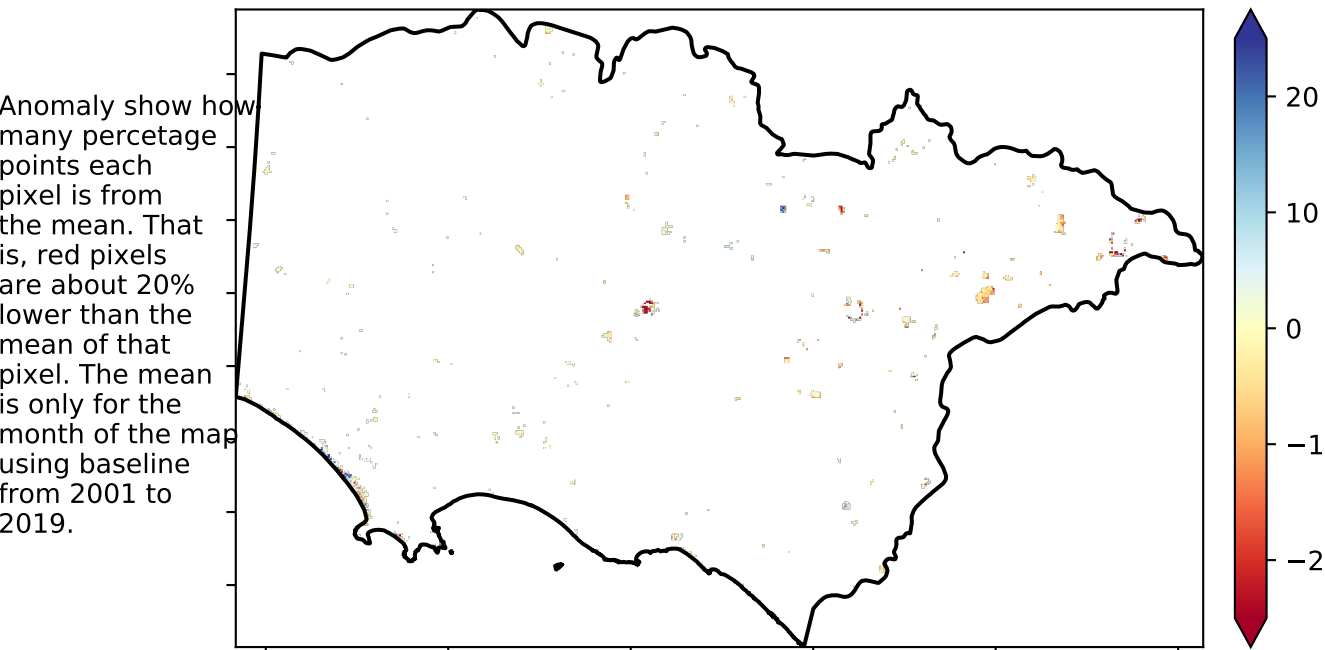 Anomaly show how
many percetage
points each
pixel is from
the mean. That
is, red pixels
are about 20%
lower than the
mean of that
pixel. The mean
is only for the
month of the map
using baseline
from 2001 to
2019.
20
10
0
−1
−2